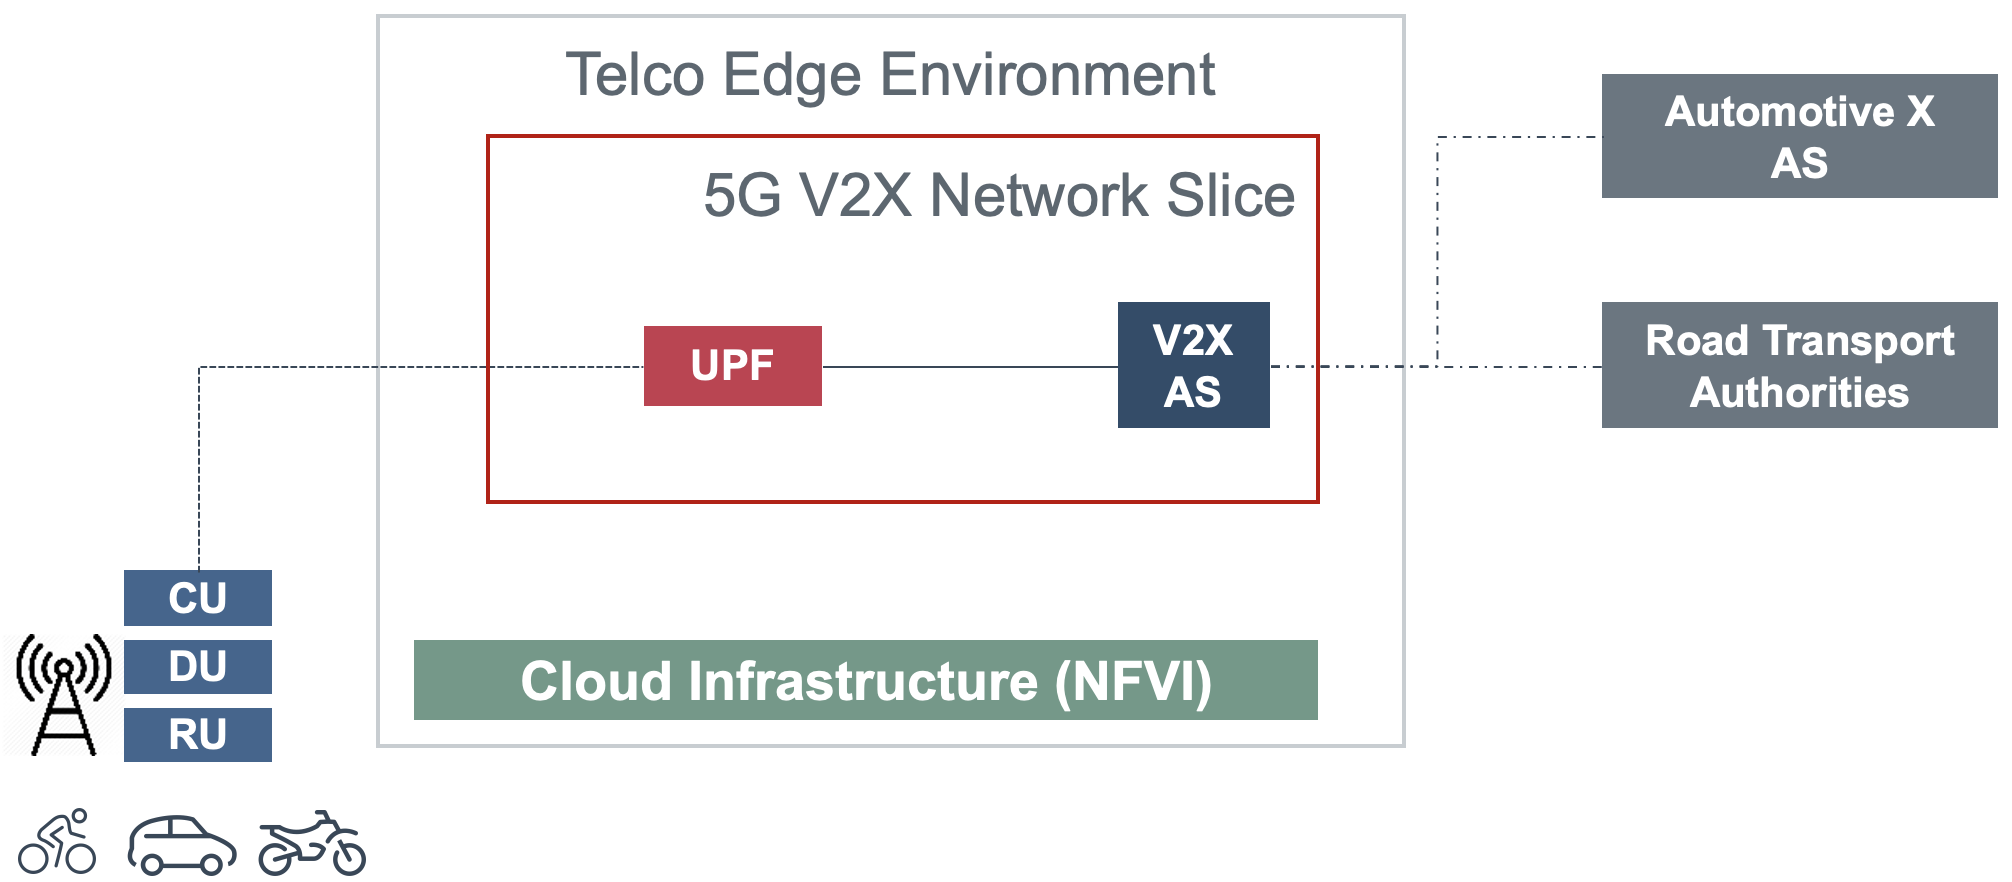 Telco Edge Environment
5G V2X Network Slice
Automotive X
AS
UPF
V2X
AS
Road Transport
Authorities
CU
DU
RU
Cloud Infrastructure (NFVI)